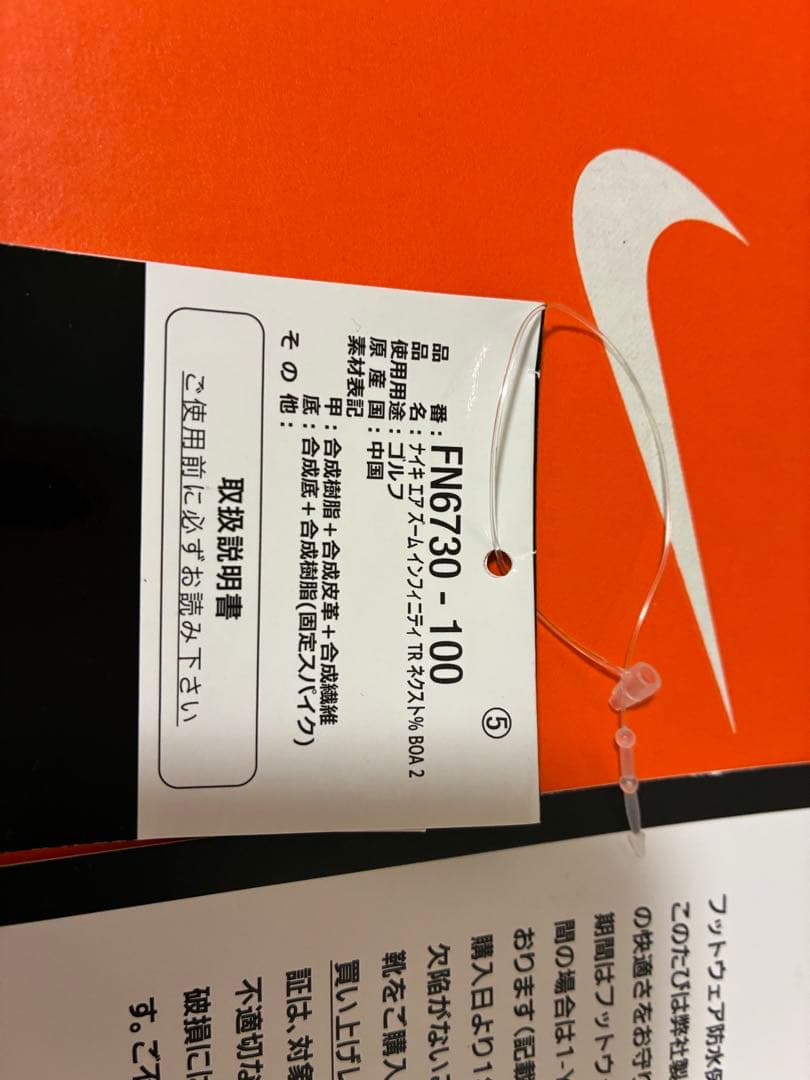 ⑤
品番：FN6730-100
品名：ナイキ エア ズーム インフィニティ TR ネクスト% BOA 2
使用用途：ゴルフ
原産国：中国
素材表記
甲：合成樹脂＋合成皮革＋合成繊維
底：合成底＋合成樹脂(固定スパイク)
その他：
取扱説明書
ご使用前に必ずお読み下さい
フットウェア防水
このたびは弊社製
の快適さをお守
期間はフットウ
間の場合は1ヶ
おります(記載
購入日より1
欠陥がないこ
靴をご購入
買い上げ
証は、対象
不適切な
破損に
す。ご不